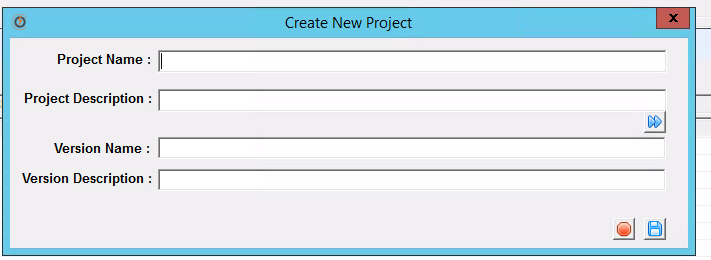 Create New Project
x
Project Name :
Project Description :
Version Name :
Version Description :